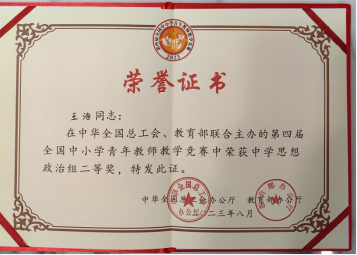 2023
荣誉证书
王浩同志：
在中华全国总工会、教育部联合主办的第四届
全国中小学青年教师教学竞赛中荣获中学思想
政治组二等奖，特发此证。
中华全国总工会办公厅 教育部办公厅
二〇二三年八月